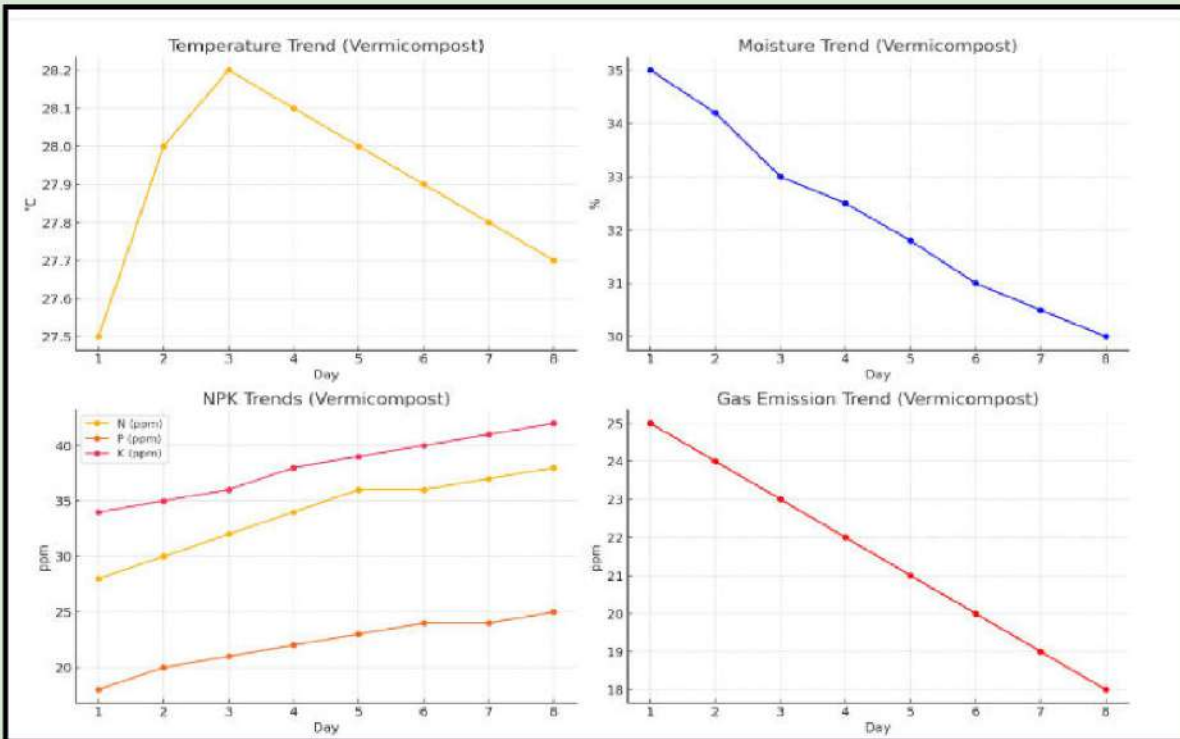 Temperature Trend (Vermicompost)
28.2
28.1
28.0
27.9
27.8
27.7
27.6
27.5
°C
1 2 3 4 5 6 7 8
Day
Moisture Trend (Vermicompost)
35
34
33
32
31
30
%
1 2 3 4 5 6 7 8
Day
NPK Trends (Vermicompost)
N (ppm)
P (ppm)
K (ppm)
40
35
30
25
20
ppm
1 2 3 4 5 6 7 8
Day
Gas Emission Trend (Vermicompost)
25
24
23
22
21
20
19
18
ppm
1 2 3 4 5 6 7 8
Day